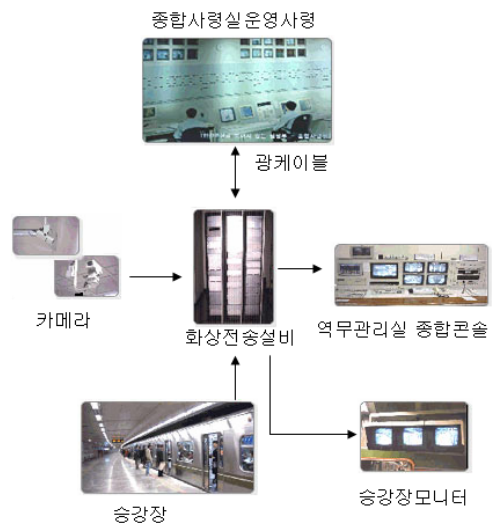 종합사령실운영사령
광케이블
카메라
화상전송설비
역무관리실 종합콘솔
승강장
승강장모니터